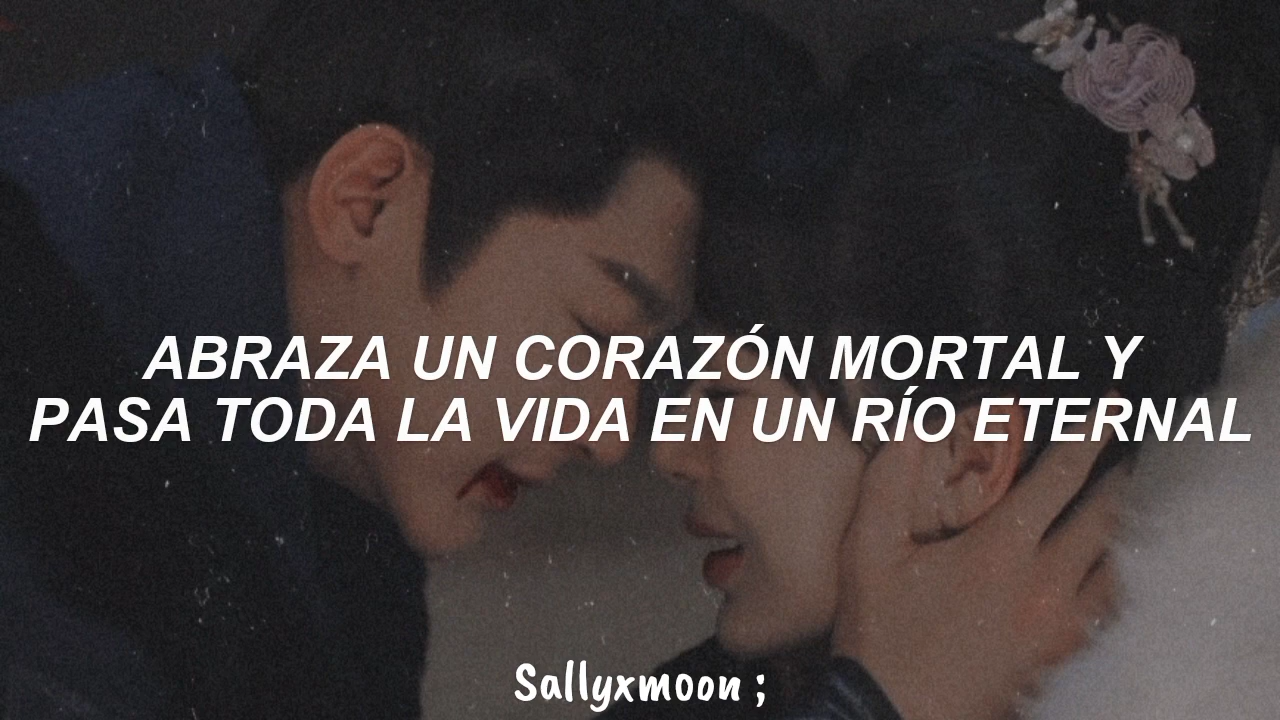 ABRAZA UN CORAZÓN MORTAL Y
PASA TODA LA VIDA EN UN RÍO ETERNAL
Sallyxmoon ;